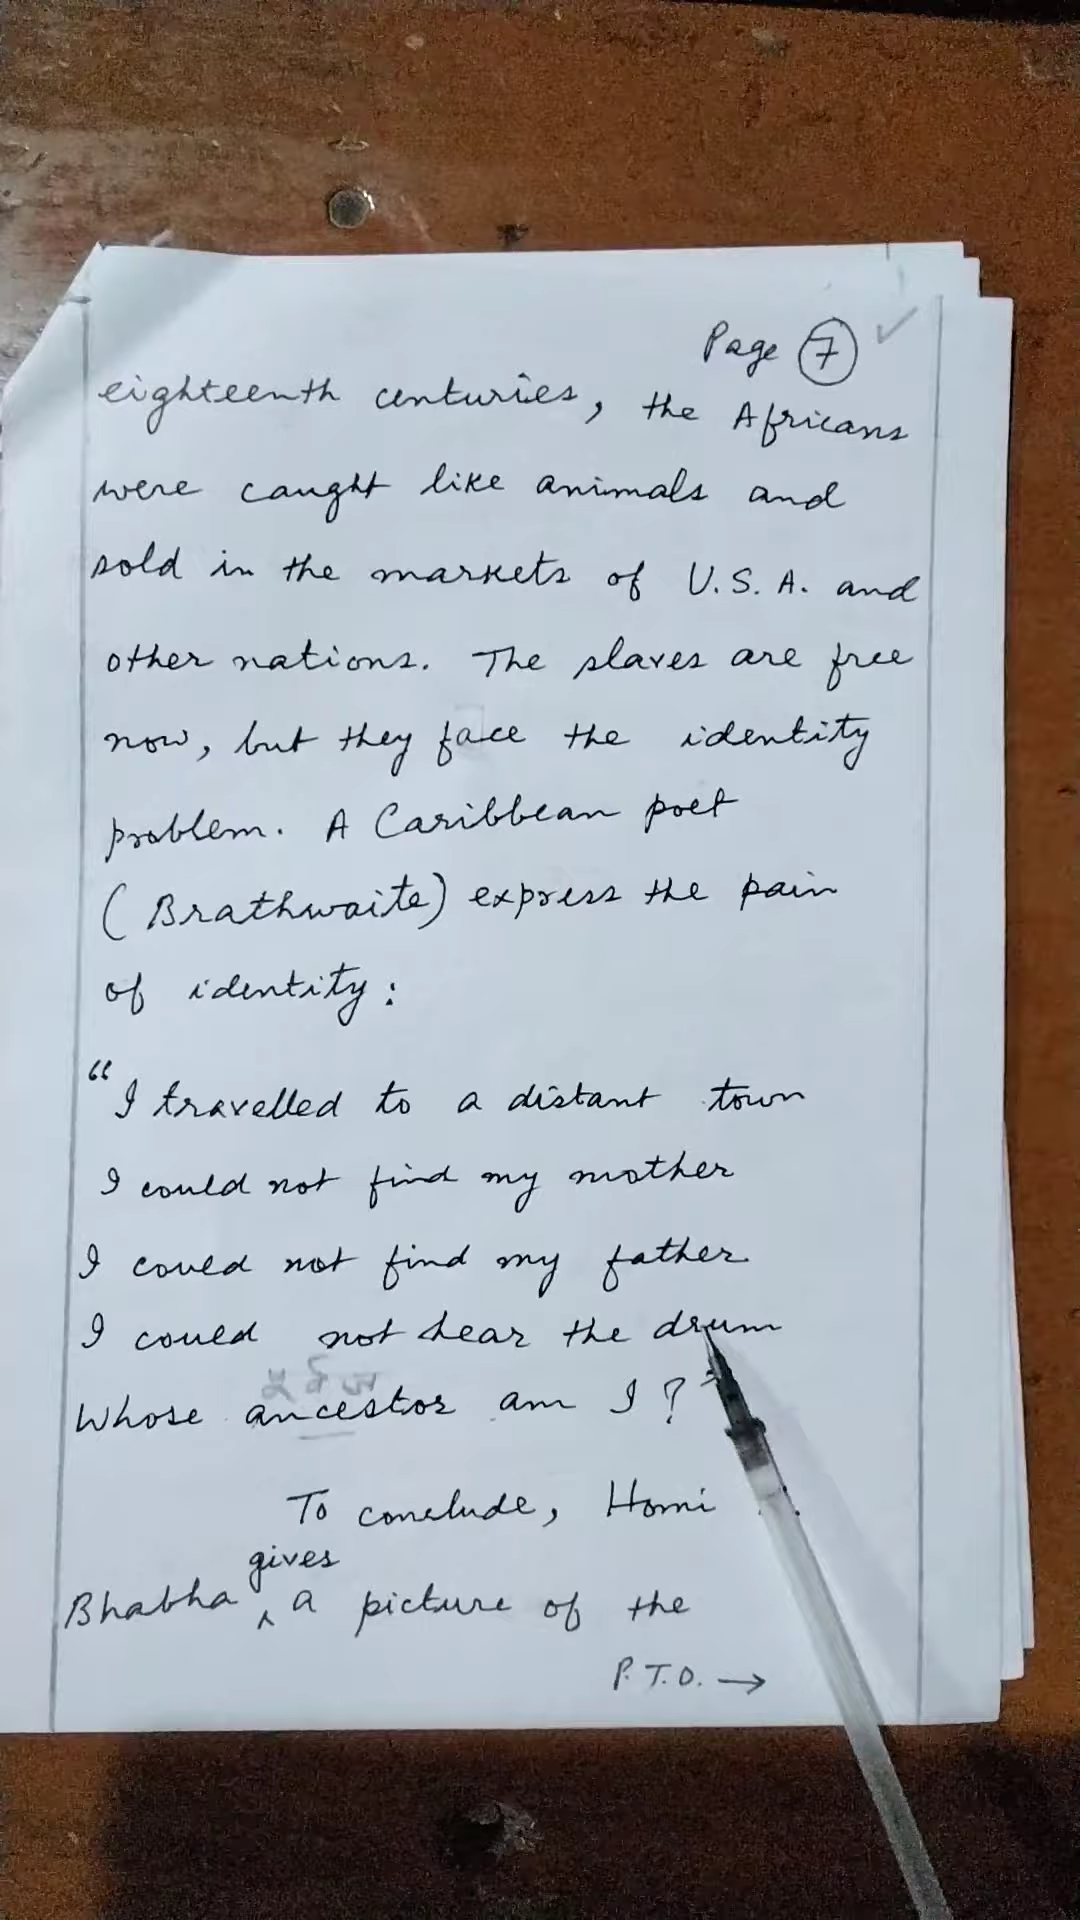 Page 7
eighteenth centuries, the Africans
were caught like animals and
sold in the markets of U.S.A. and
other nations. The slaves are free
now, but they face the identity
problem. A Caribbean poet
(Brathwaite) express the pain
of identity:
"I travelled to a distant town
I could not find my mother
I could not find my father
I could not hear the drum
पूर्वज
Whose ancestor am I?"
To conclude, Homi
gives
Bhabha ^ a picture of the
P.T.O. →